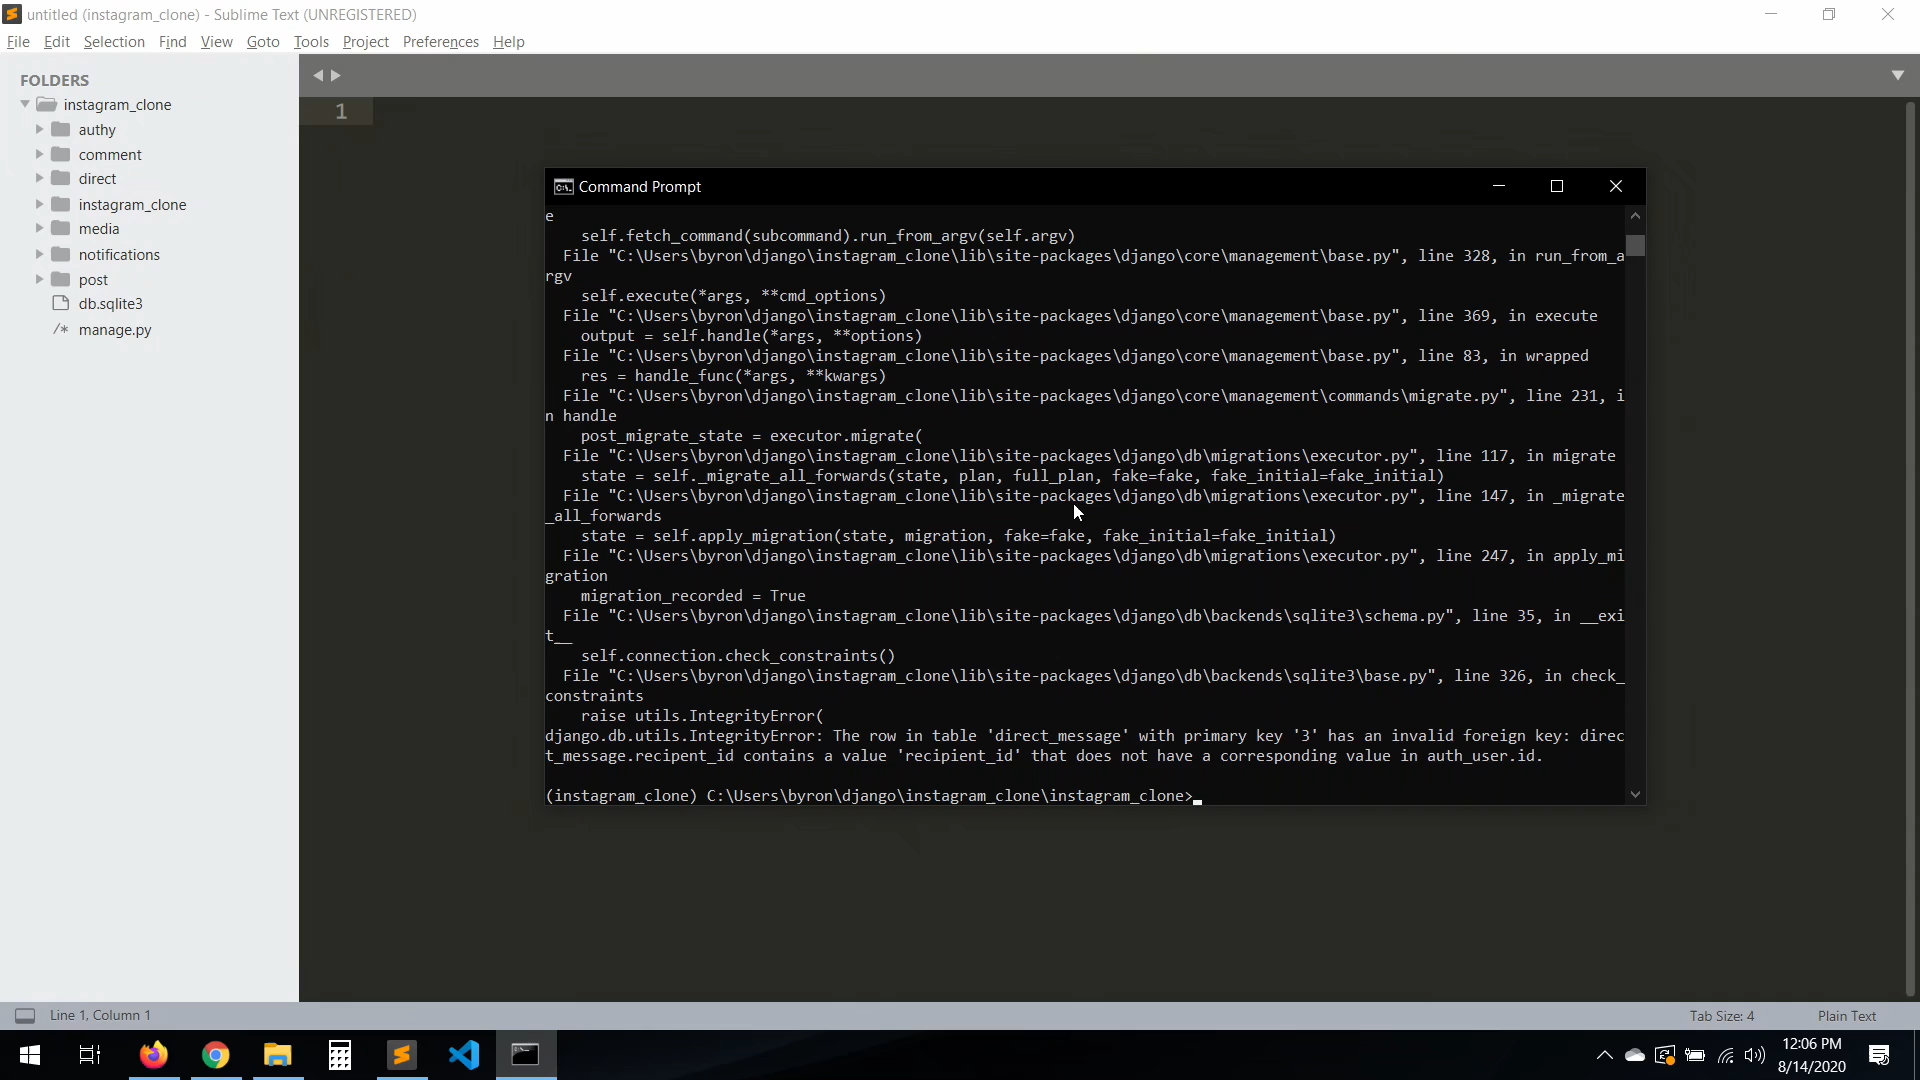 untitled (instagram_clone) - Sublime Text (UNREGISTERED)
File Edit Selection Find View Goto Tools Project Preferences Help
FOLDERS
instagram_clone
authy
comment
direct
instagram_clone
media
notifications
post
db.sqlite3
/* manage.py
1
Command Prompt
e
self.fetch_command(subcommand).run_from_argv(self.argv)
File "C:\Users\byron\django\instagram_clone\lib\site-packages\django\core\management\base.py", line 328, in run_from_a
rgv
self.execute(*args, **cmd_options)
File "C:\Users\byron\django\instagram_clone\lib\site-packages\django\core\management\base.py", line 369, in execute
output = self.handle(*args, **options)
File "C:\Users\byron\django\instagram_clone\lib\site-packages\django\core\management\base.py", line 83, in wrapped
res = handle_func(*args, **kwargs)
File "C:\Users\byron\django\instagram_clone\lib\site-packages\django\core\management\commands\migrate.py", line 231, i
n handle
post_migrate_state = executor.migrate(
File "C:\Users\byron\django\instagram_clone\lib\site-packages\django\db\migrations\executor.py", line 117, in migrate
state = self._migrate_all_forwards(state, plan, full_plan, fake=fake, fake_initial=fake_initial)
File "C:\Users\byron\django\instagram_clone\lib\site-packages\django\db\migrations\executor.py", line 147, in _migrate
_all_forwards
state = self.apply_migration(state, migration, fake=fake, fake_initial=fake_initial)
File "C:\Users\byron\django\instagram_clone\lib\site-packages\django\db\migrations\executor.py", line 247, in apply_mi
gration
migration_recorded = True
File "C:\Users\byron\django\instagram_clone\lib\site-packages\django\db\backends\sqlite3\schema.py", line 35, in __exi
t__
self.connection.check_constraints()
File "C:\Users\byron\django\instagram_clone\lib\site-packages\django\db\backends\sqlite3\base.py", line 326, in check_
constraints
raise utils.IntegrityError(
django.db.utils.IntegrityError: The row in table 'direct_message' with primary key '3' has an invalid foreign key: direc
t_message.recipent_id contains a value 'recipient_id' that does not have a corresponding value in auth_user.id.
(instagram_clone) C:\Users\byron\django\instagram_clone\instagram_clone>
Line 1, Column 1
Tab Size: 4
Plain Text
12:06 PM
8/14/2020